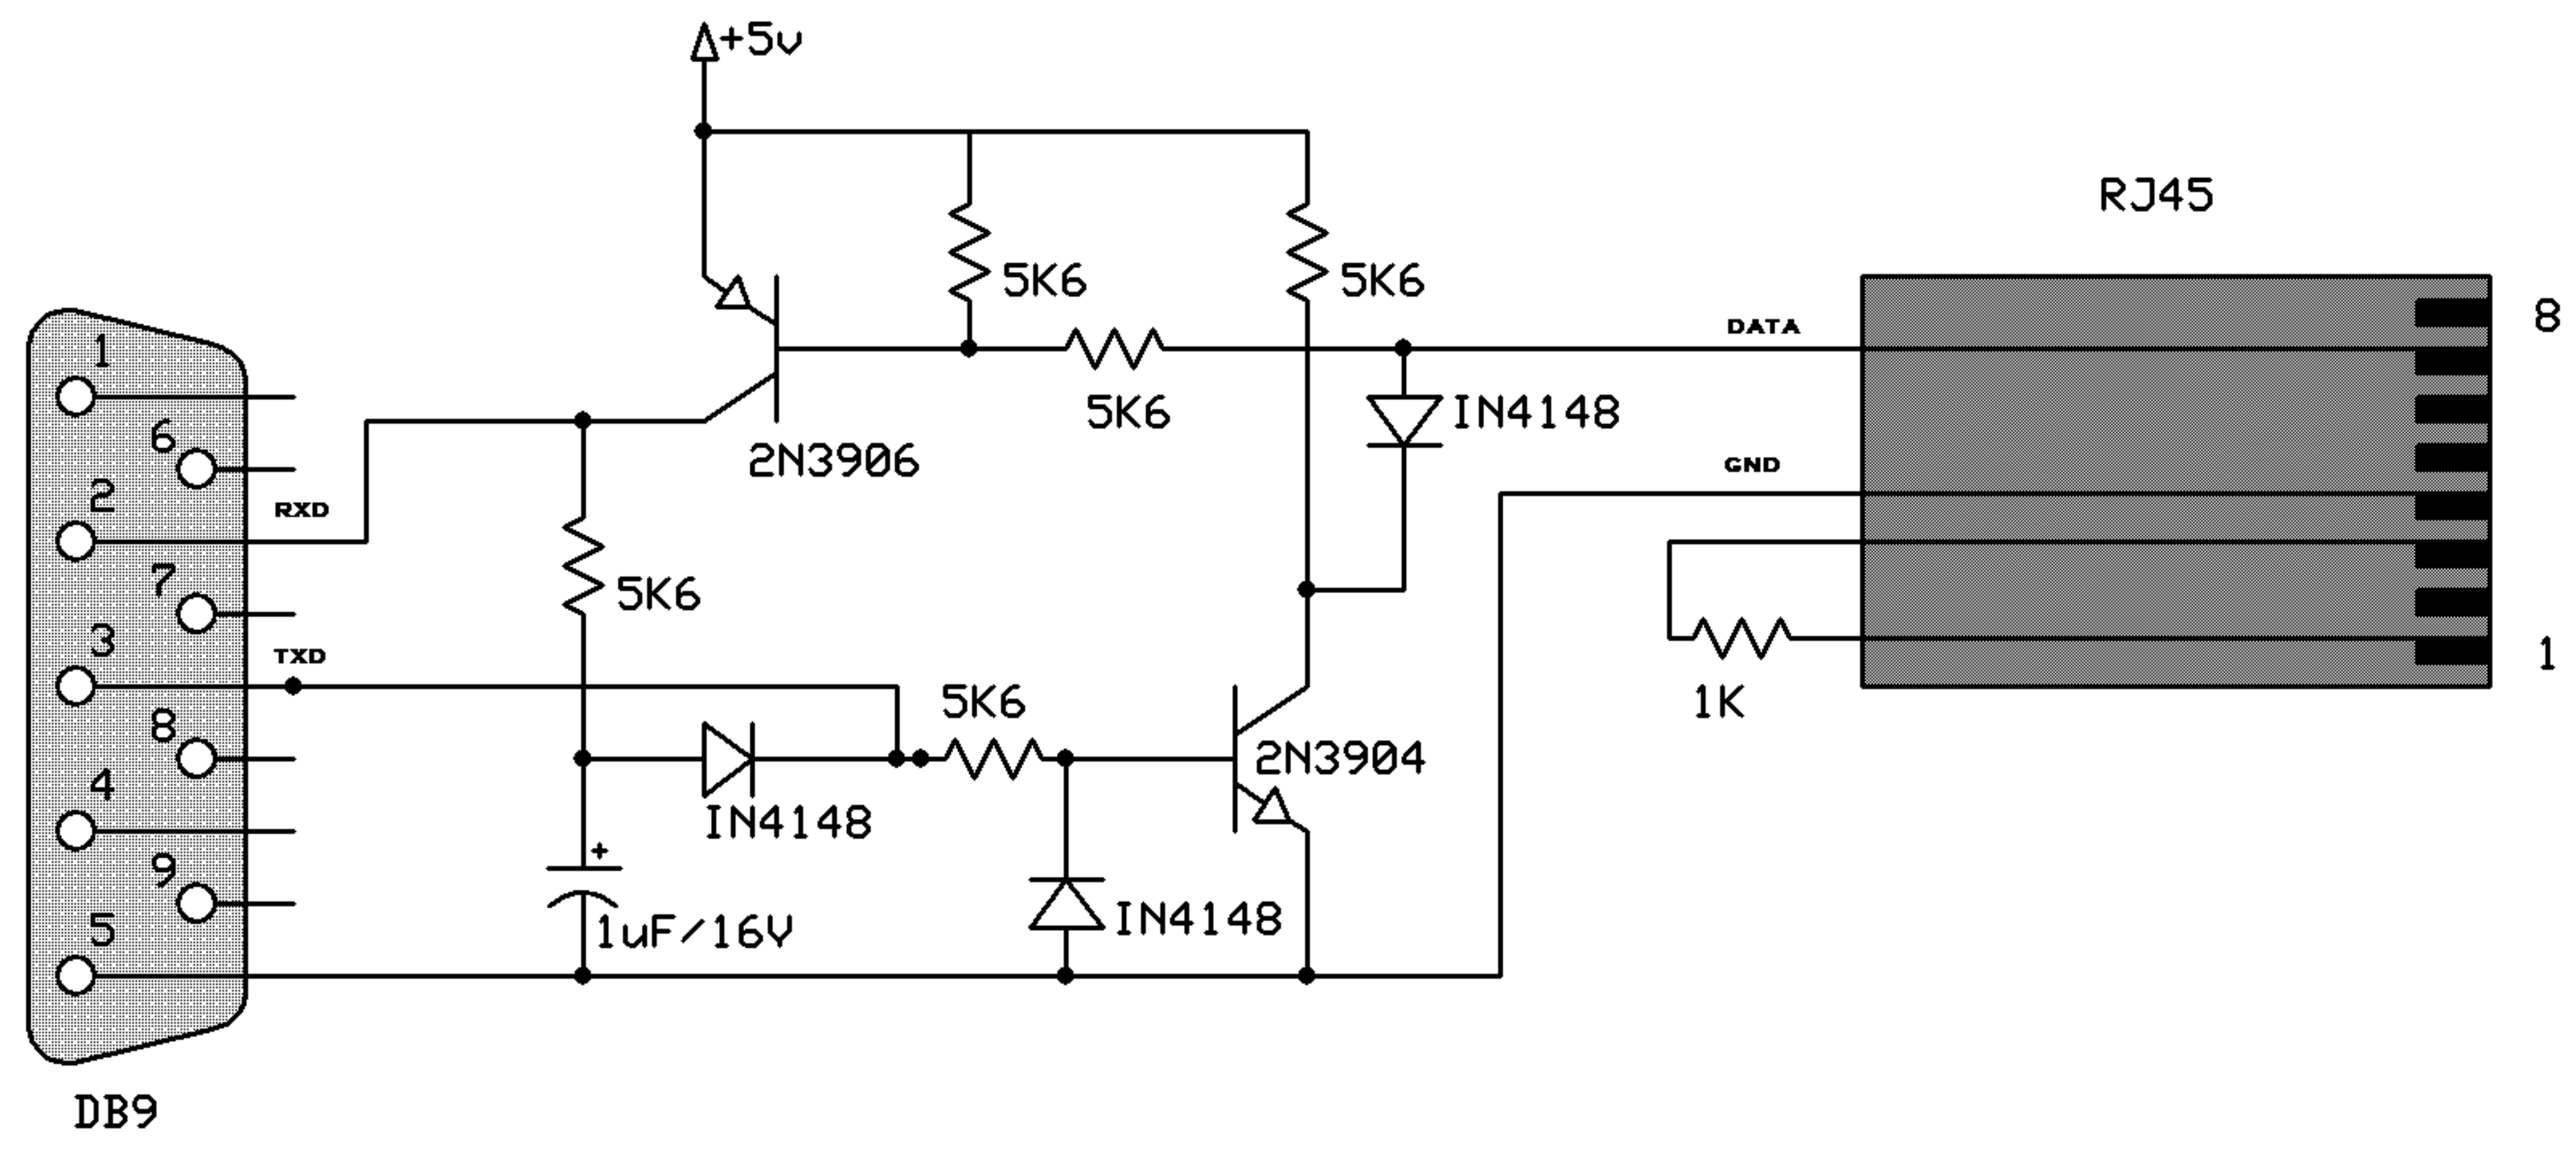 +5v
RJ45
5K6
5K6
8
DATA
1
5K6
IN4148
6
2N3906
GND
2
RXD
7
5K6
3
TXD
1
8
5K6
1K
2N3904
4
IN4148
9
+
5
1uF/16V
IN4148
DB9